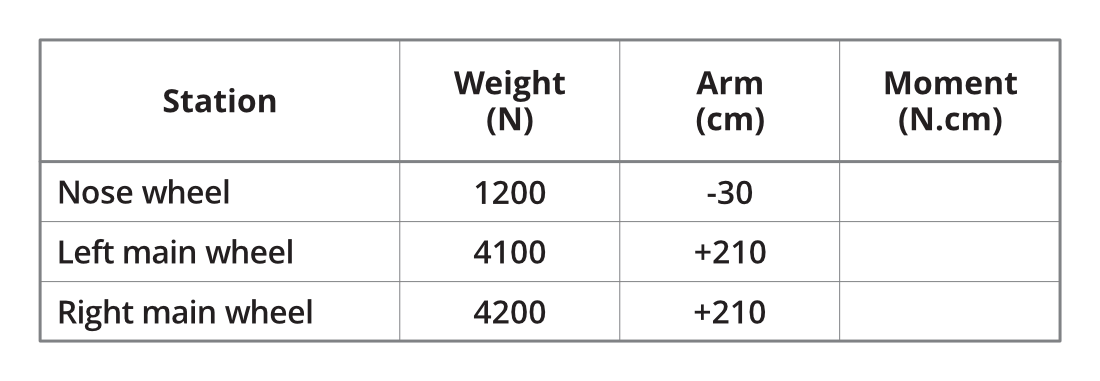 Station Weight (N) Arm (cm) Moment (N.cm)
Nose wheel 1200 -30
Left main wheel 4100 +210
Right main wheel 4200 +210